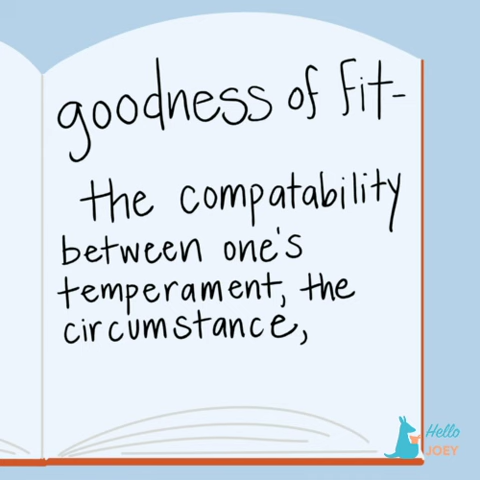 goodness of fit-
the compatability
between one's
temperament, the
circumstance,
Hello
JOEY